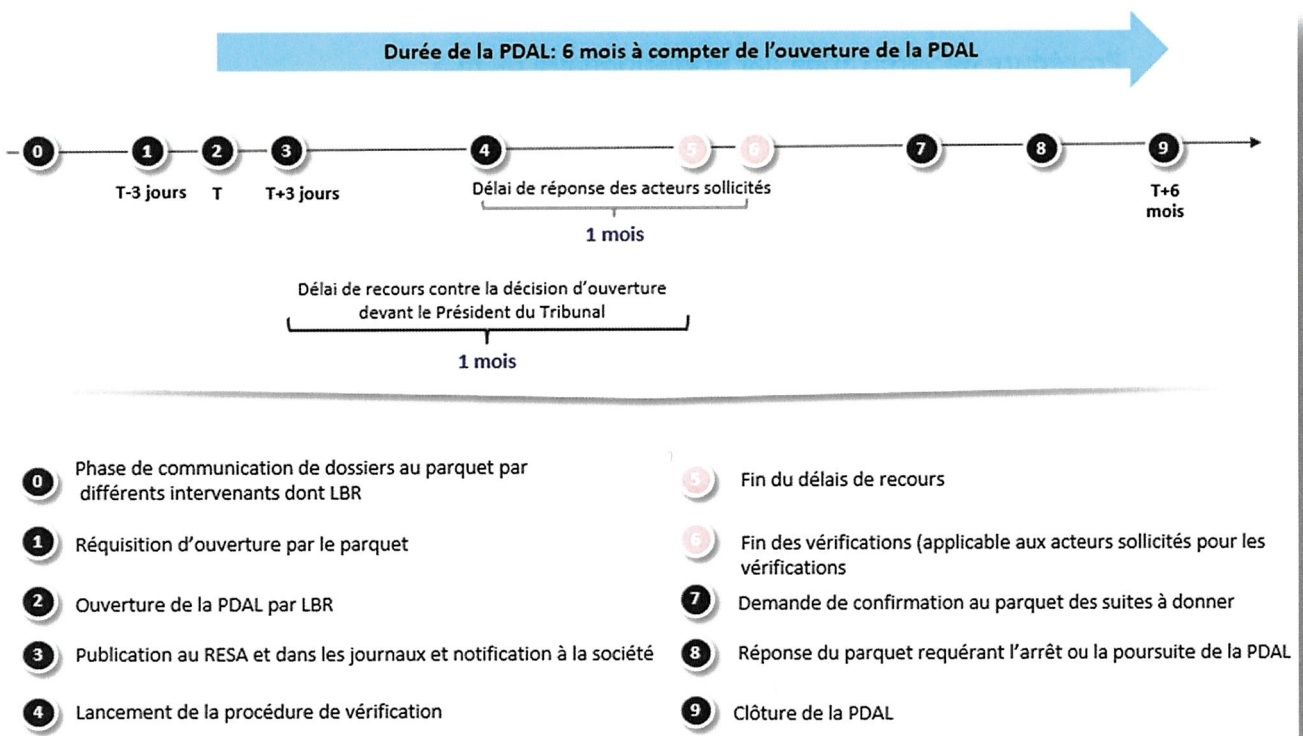 Durée de la PDAL: 6 mois à compter de l'ouverture de la PDAL
0 1 2 3 4 5 6 7 8 9
T-3 jours T T+3 jours
T+6
mois
Délai de réponse des acteurs sollicités
1 mois
Délai de recours contre la décision d'ouverture
devant le Président du Tribunal
1 mois
0 Phase de communication de dossiers au parquet par
différents intervenants dont LBR
1 Réquisition d'ouverture par le parquet
2 Ouverture de la PDAL par LBR
3 Publication au RESA et dans les journaux et notification à la société
4 Lancement de la procédure de vérification
5 Fin du délais de recours
6 Fin des vérifications (applicable aux acteurs sollicités pour les
vérifications
7 Demande de confirmation au parquet des suites à donner
8 Réponse du parquet requérant l'arrêt ou la poursuite de la PDAL
9 Clôture de la PDAL